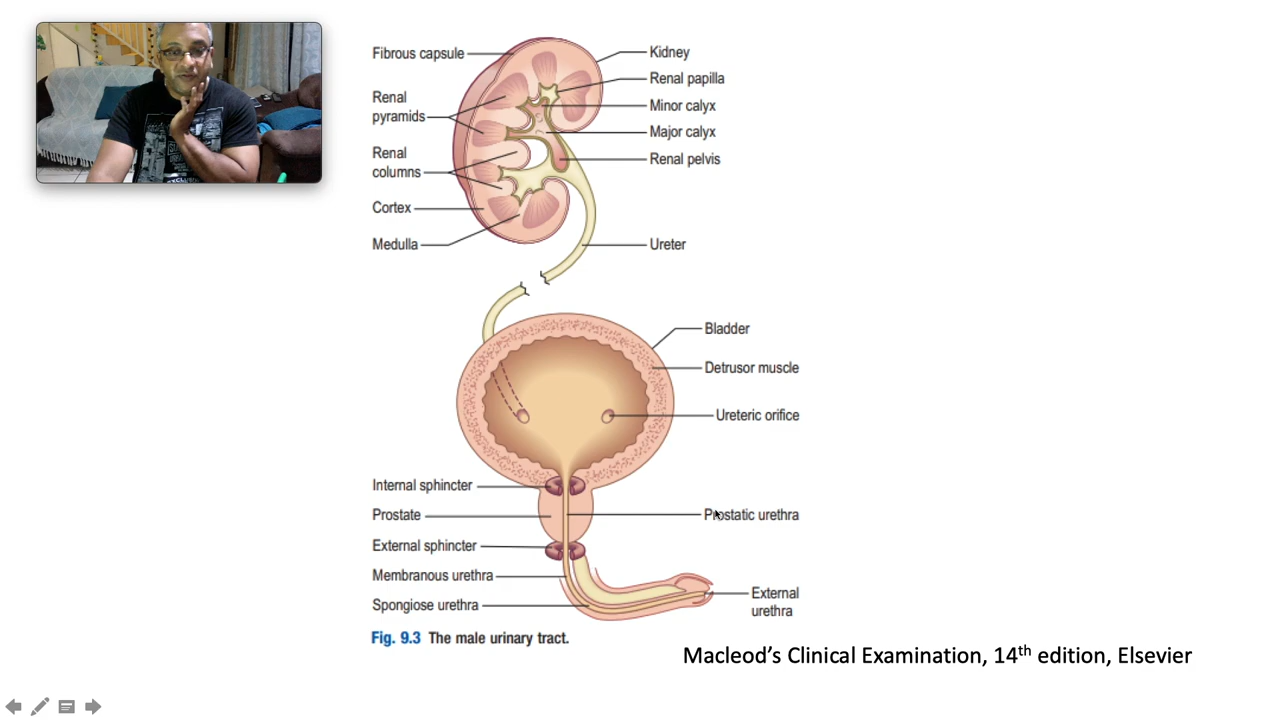 Fibrous capsule
Kidney
Renal papilla
Renal
pyramids
Minor calyx
Major calyx
Renal
columns
Renal pelvis
Cortex
Medulla
Ureter
Bladder
Detrusor muscle
Ureteric orifice
Internal sphincter
Prostate
Prostatic urethra
External sphincter
Membranous urethra
Spongiose urethra
External
urethra
Fig. 9.3 The male urinary tract.
Macleod’s Clinical Examination, 14th edition, Elsevier